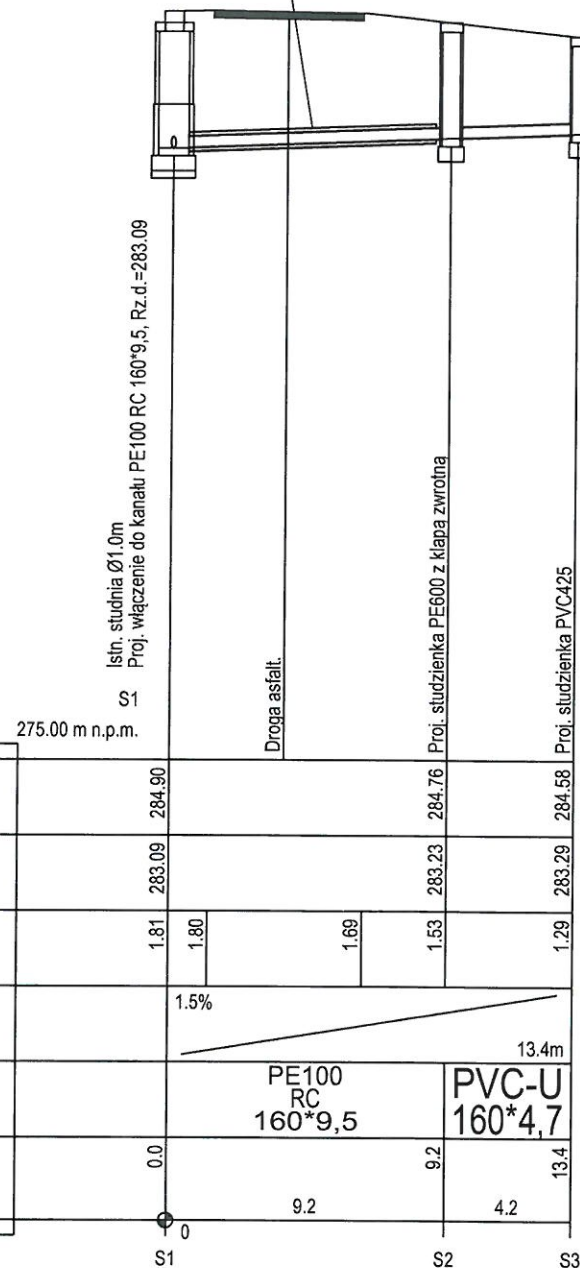 Istn. studnia Ø1.0m
Proj. włączenie do kanału PE100 RC 160*9,5, Rz.d.=283.09
Droga asfalt.
Proj. studzienka PE600 z klapą zwrotną
Proj. studzienka PVC425
S1
275.00 m n.p.m.
284.90
284.76
284.58
283.09
283.23
283.29
1.81
1.80
1.69
1.53
1.29
1.5%
13.4m
PE100
RC
160*9,5
PVC-U
160*4,7
0.0
9.2
13.4
9.2
4.2
0
S1
S2
S3